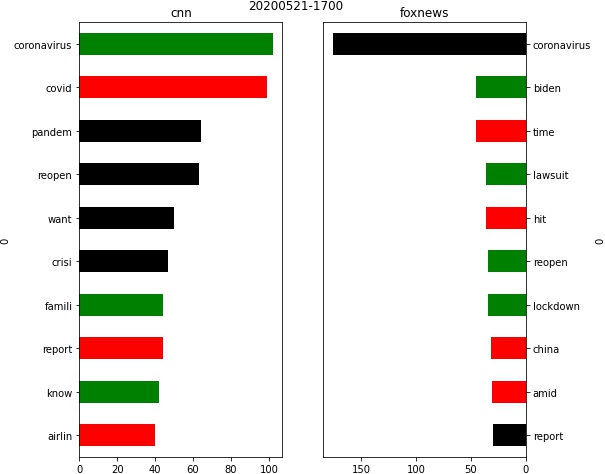 20200521-1700
cnn
foxnews
coronavirus
covid
pandem
reopen
want
crisi
famili
report
know
airlin
0
0 20 40 60 80 100
coronavirus
biden
time
lawsuit
hit
reopen
lockdown
china
amid
report
0
150 100 50 0